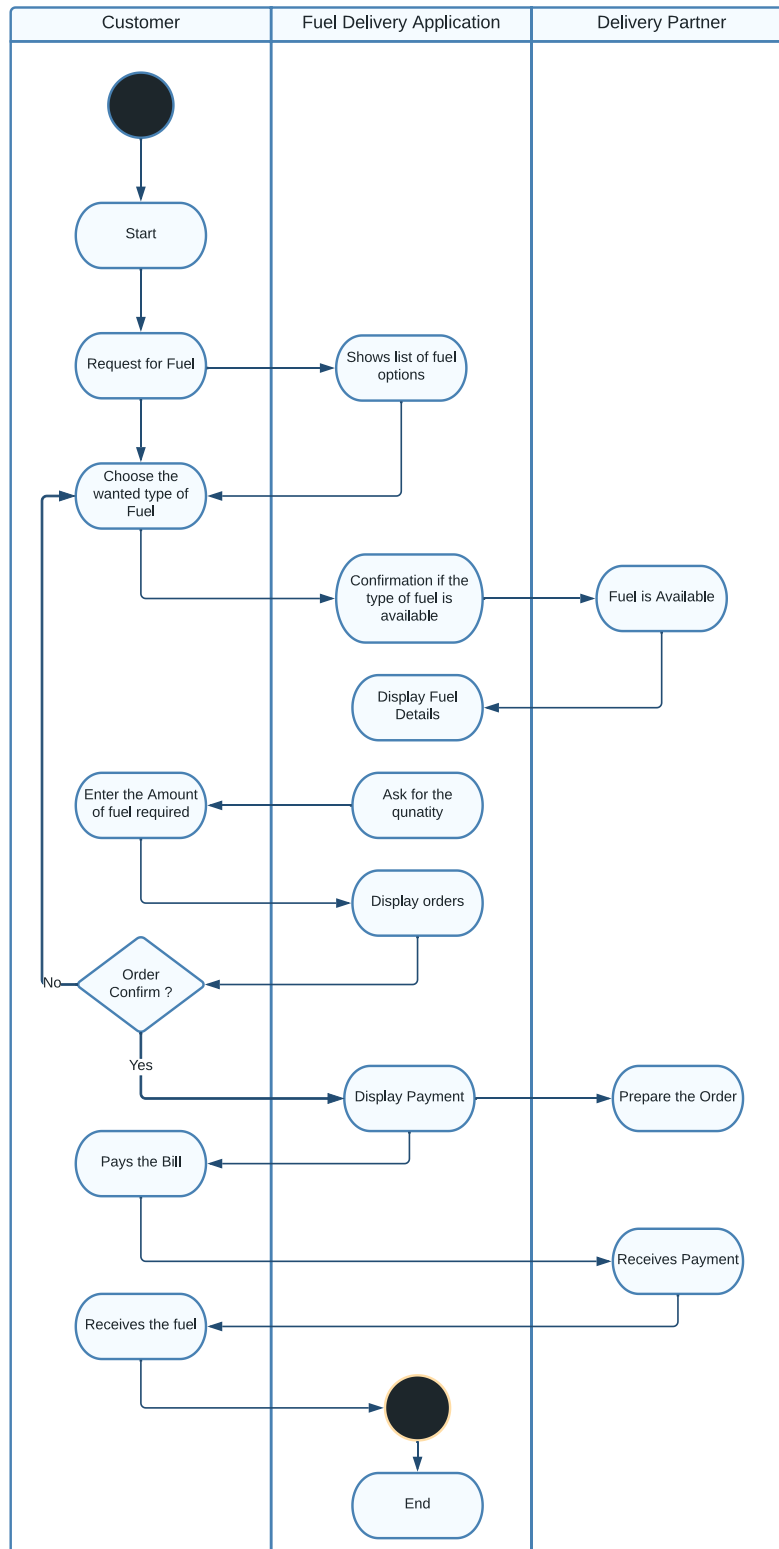 Customer
Fuel Delivery Application
Delivery Partner
Start
Request for Fuel
Shows list of fuel
options
Choose the
wanted type of
Fuel
Confirmation if the
type of fuel is
available
Fuel is Available
Display Fuel
Details
Enter the Amount
of fuel required
Ask for the
qunatity
Display orders
Order
Confirm ?
No
Yes
Display Payment
Prepare the Order
Pays the Bill
Receives Payment
Receives the fuel
End